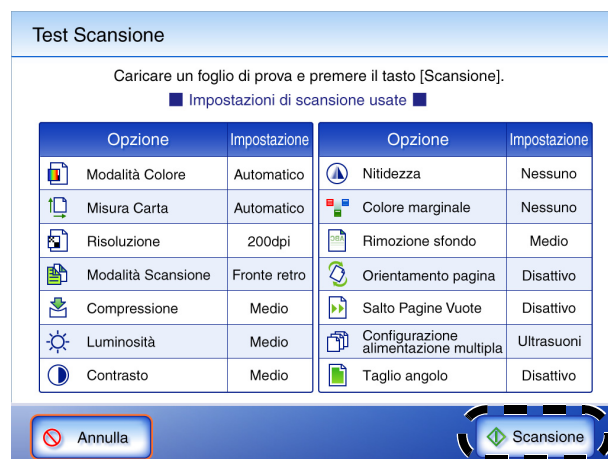 Test Scansione
Caricare un foglio di prova e premere il tasto [Scansione].
Impostazioni di scansione usate
Opzione Impostazione
Modalità Colore Automatico
Misura Carta Automatico
Risoluzione 200dpi
Modalità Scansione Fronte retro
Compressione Medio
Luminosità Medio
Contrasto Medio
Opzione Impostazione
Nitidezza Nessuno
Colore marginale Nessuno
Rimozione sfondo Medio
Orientamento pagina Disattivo
Salto Pagine Vuote Disattivo
Configurazione
alimentazione multipla Ultrasuoni
Taglio angolo Disattivo
Annulla
Scansione